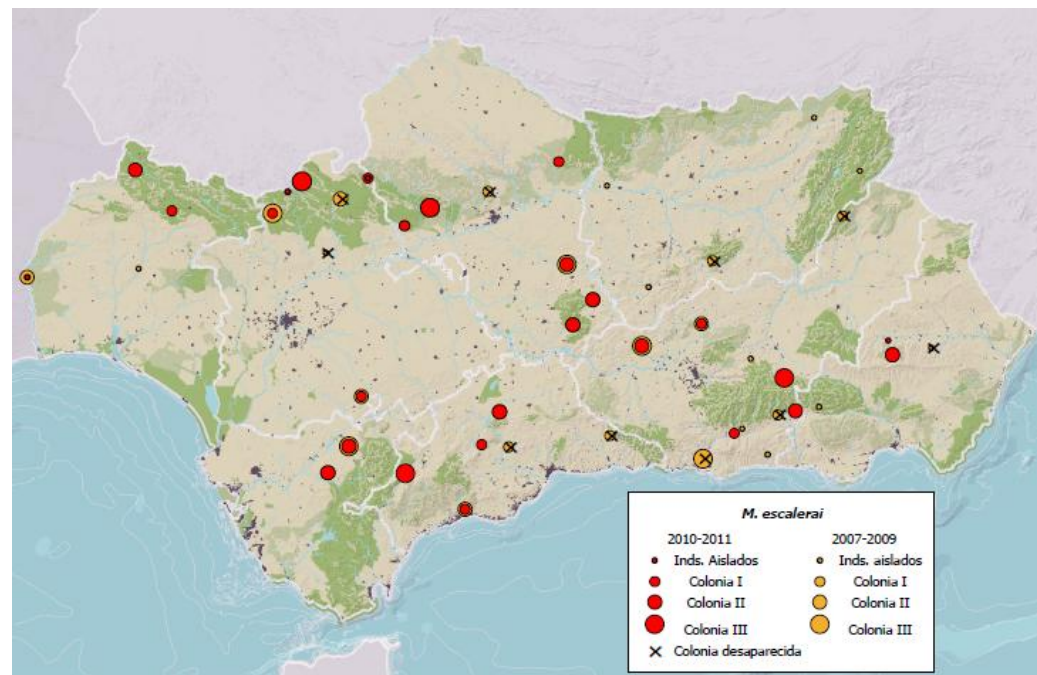 M. escalerai
2010-2011 2007-2009
Inds. Aislados Inds. aislados
Colonia I Colonia I
Colonia II Colonia II
Colonia III Colonia III
Colonia desaparecida